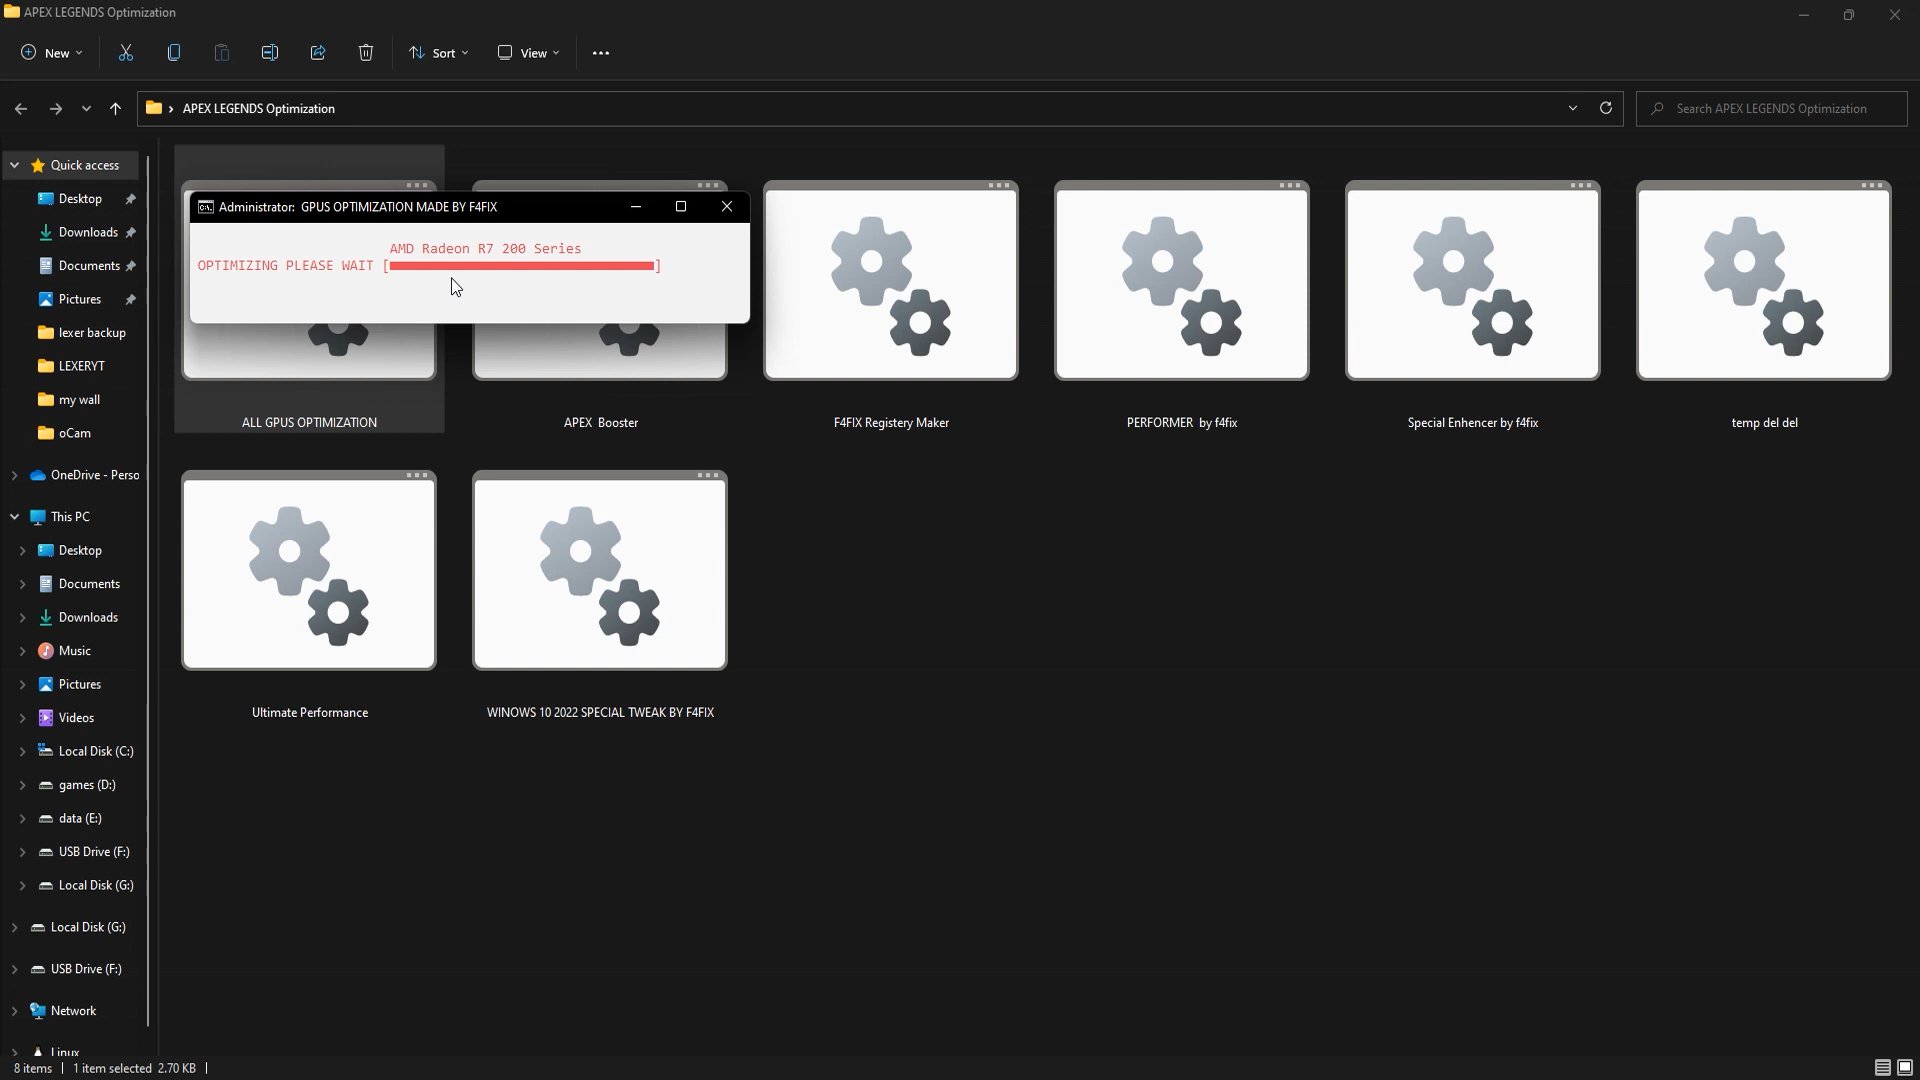 APEX LEGENDS Optimization
New
Sort
View
APEX LEGENDS Optimization
Search APEX LEGENDS Optimization
Quick access
Desktop
Downloads
Documents
Pictures
lexer backup
LEXERYT
my wall
oCam
OneDrive - Perso
This PC
Desktop
Documents
Downloads
Music
Pictures
Videos
Local Disk (C:)
games (D:)
data (E:)
USB Drive (F:)
Local Disk (G:)
Local Disk (G:)
USB Drive (F:)
Network
Linux
Administrator: GPUS OPTIMIZATION MADE BY F4FIX
AMD Radeon R7 200 Series
OPTIMIZING PLEASE WAIT [ ]
ALL GPUS OPTIMIZATION
APEX Booster
F4FIX Registery Maker
PERFORMER by f4fix
Special Enhencer by f4fix
temp del del
Ultimate Performance
WINOWS 10 2022 SPECIAL TWEAK BY F4FIX
8 items
1 item selected 2.70 KB